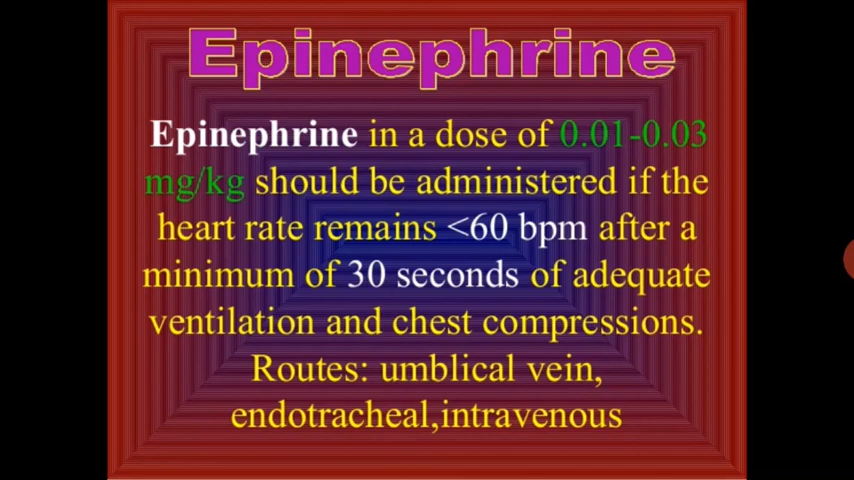 Epinephrine
Epinephrine in a dose of 0.01-0.03
mg/kg should be administered if the
heart rate remains <60 bpm after a
minimum of 30 seconds of adequate
ventilation and chest compressions.
Routes: umblical vein,
endotracheal,intravenous